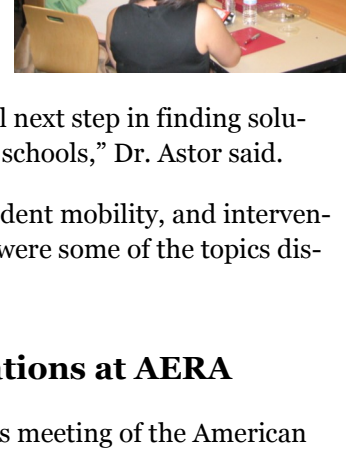 l next step in finding solu-
schools,” Dr. Astor said.
dent mobility, and interven-
were some of the topics dis-
tions at AERA
s meeting of the American